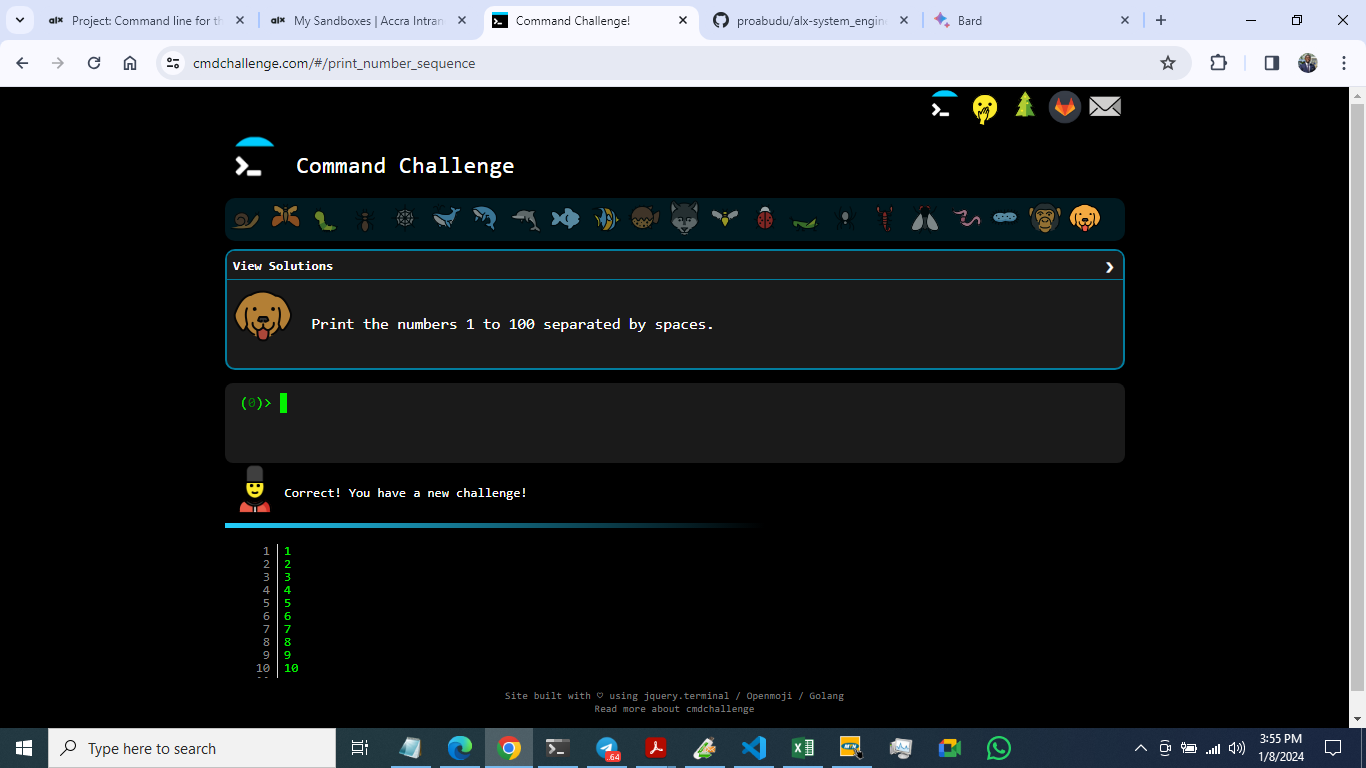 Project: Command line for th
My Sandboxes | Accra Intran
Command Challenge!
proabudu/alx-system_engine
Bard
cmdchallenge.com/#/print_number_sequence
Command Challenge
View Solutions
Print the numbers 1 to 100 separated by spaces.
(0)>
Correct! You have a new challenge!
1 1
2 2
3 3
4 4
5 5
6 6
7 7
8 8
9 9
10 10
Site built with ♡ using jquery.terminal / Openmoji / Golang
Read more about cmdchallenge
Type here to search
.64
3:55 PM
1/8/2024